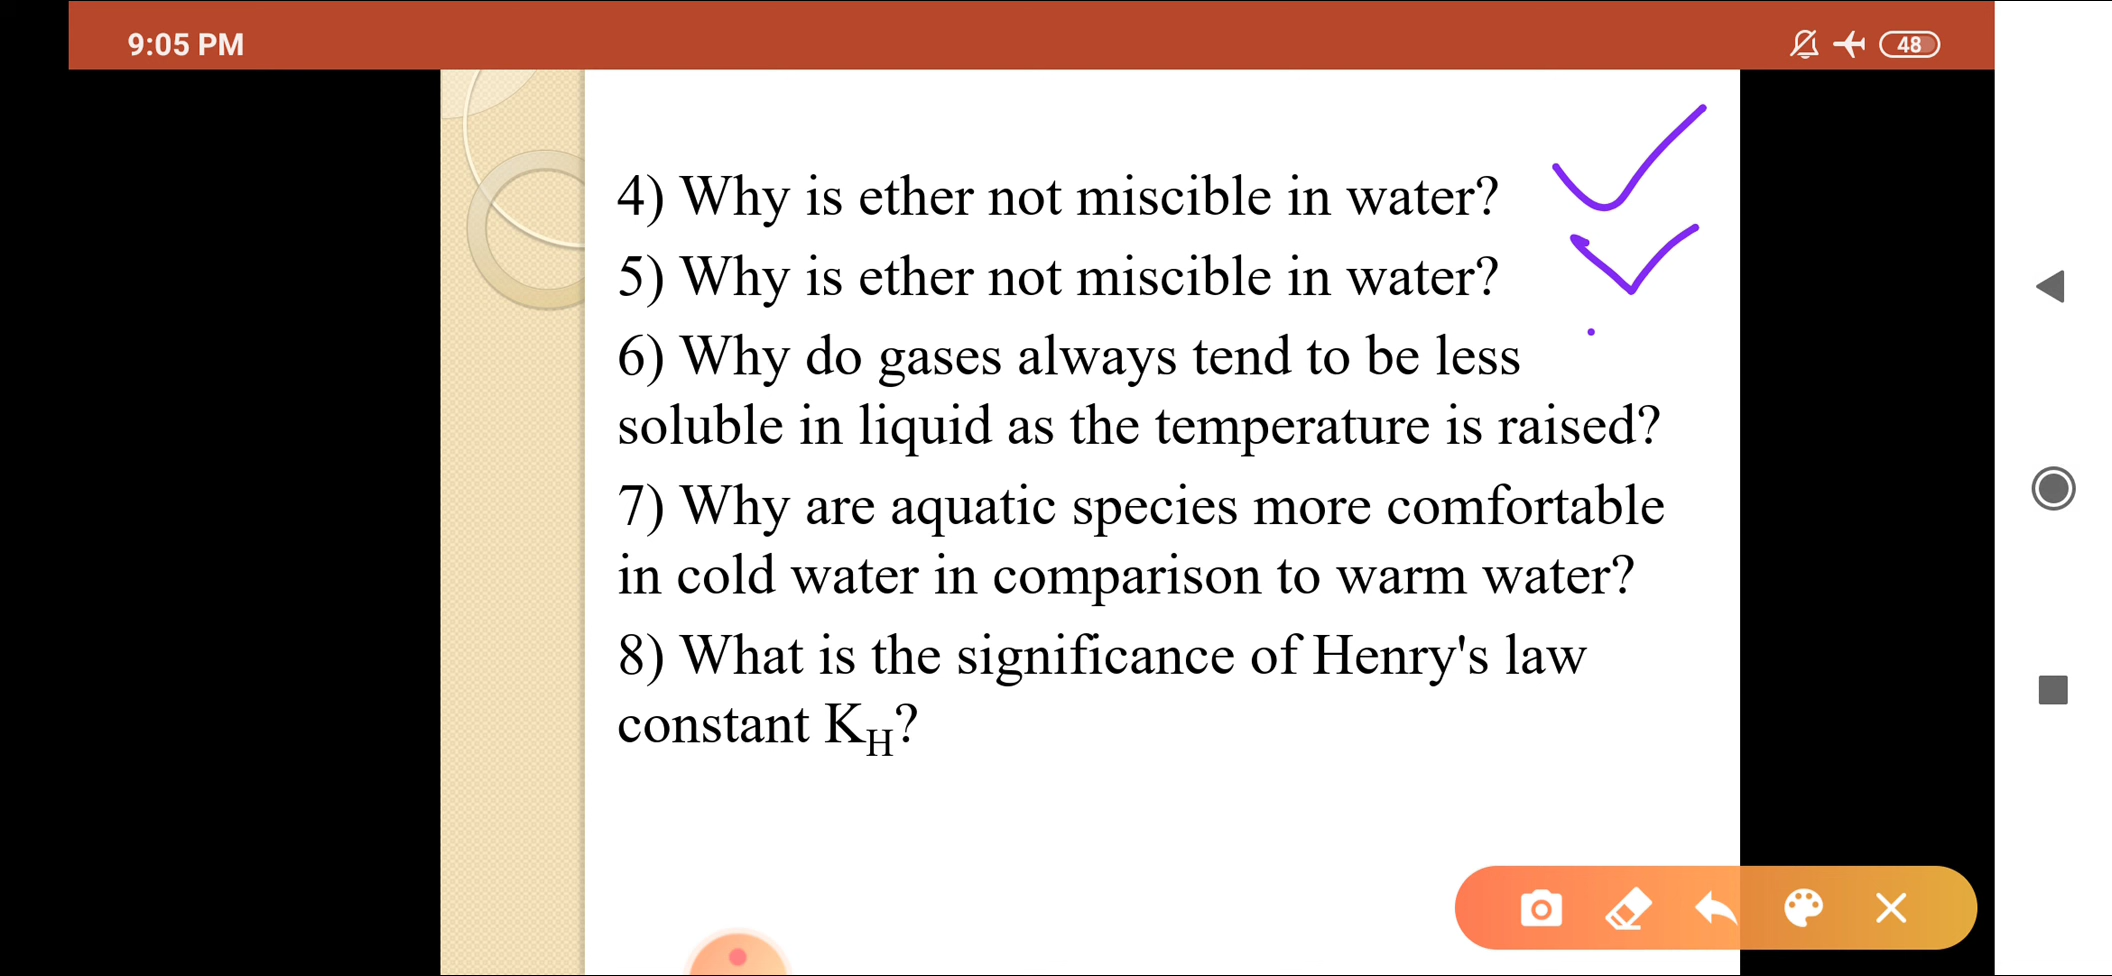 9:05 PM
48
4) Why is ether not miscible in water?
5) Why is ether not miscible in water?
6) Why do gases always tend to be less
soluble in liquid as the temperature is raised?
7) Why are aquatic species more comfortable
in cold water in comparison to warm water?
8) What is the significance of Henry's law
constant K_H?